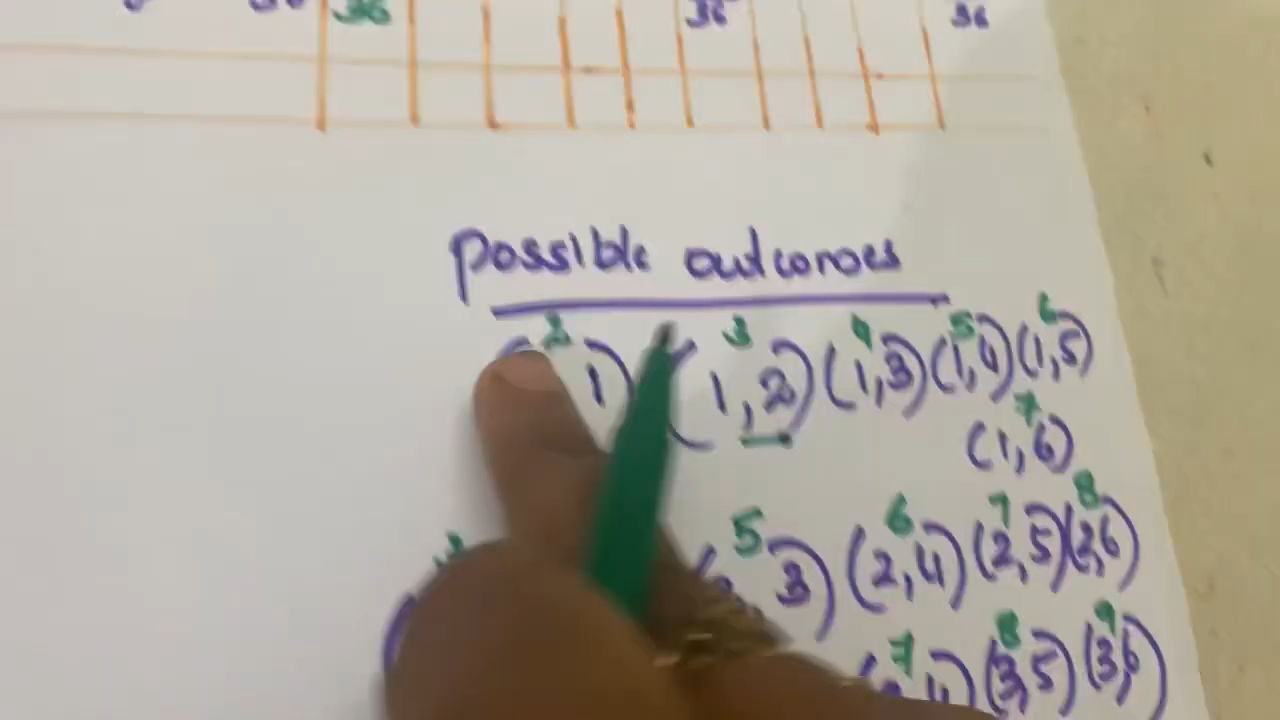 36 36 36
possible outcomes
2 3 4 5 6
1) (1,2) (1,3) (1,4) (1,5)
7
(1,6)
3 5 6 7 8
3) (2,4) (2,5) (2,6)
7 8 9
4) (3,5) (3,6)